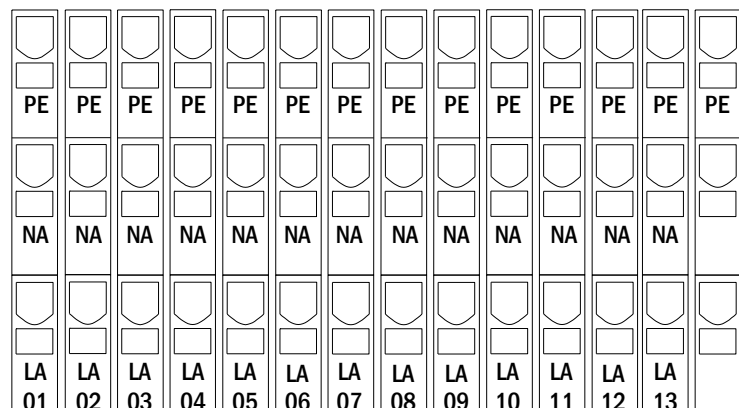 PE PE PE PE PE PE PE PE PE PE PE PE PE PE
NA NA NA NA NA NA NA NA NA NA NA NA NA
LA LA LA LA LA LA LA LA LA LA LA LA LA
01 02 03 04 05 06 07 08 09 10 11 12 13